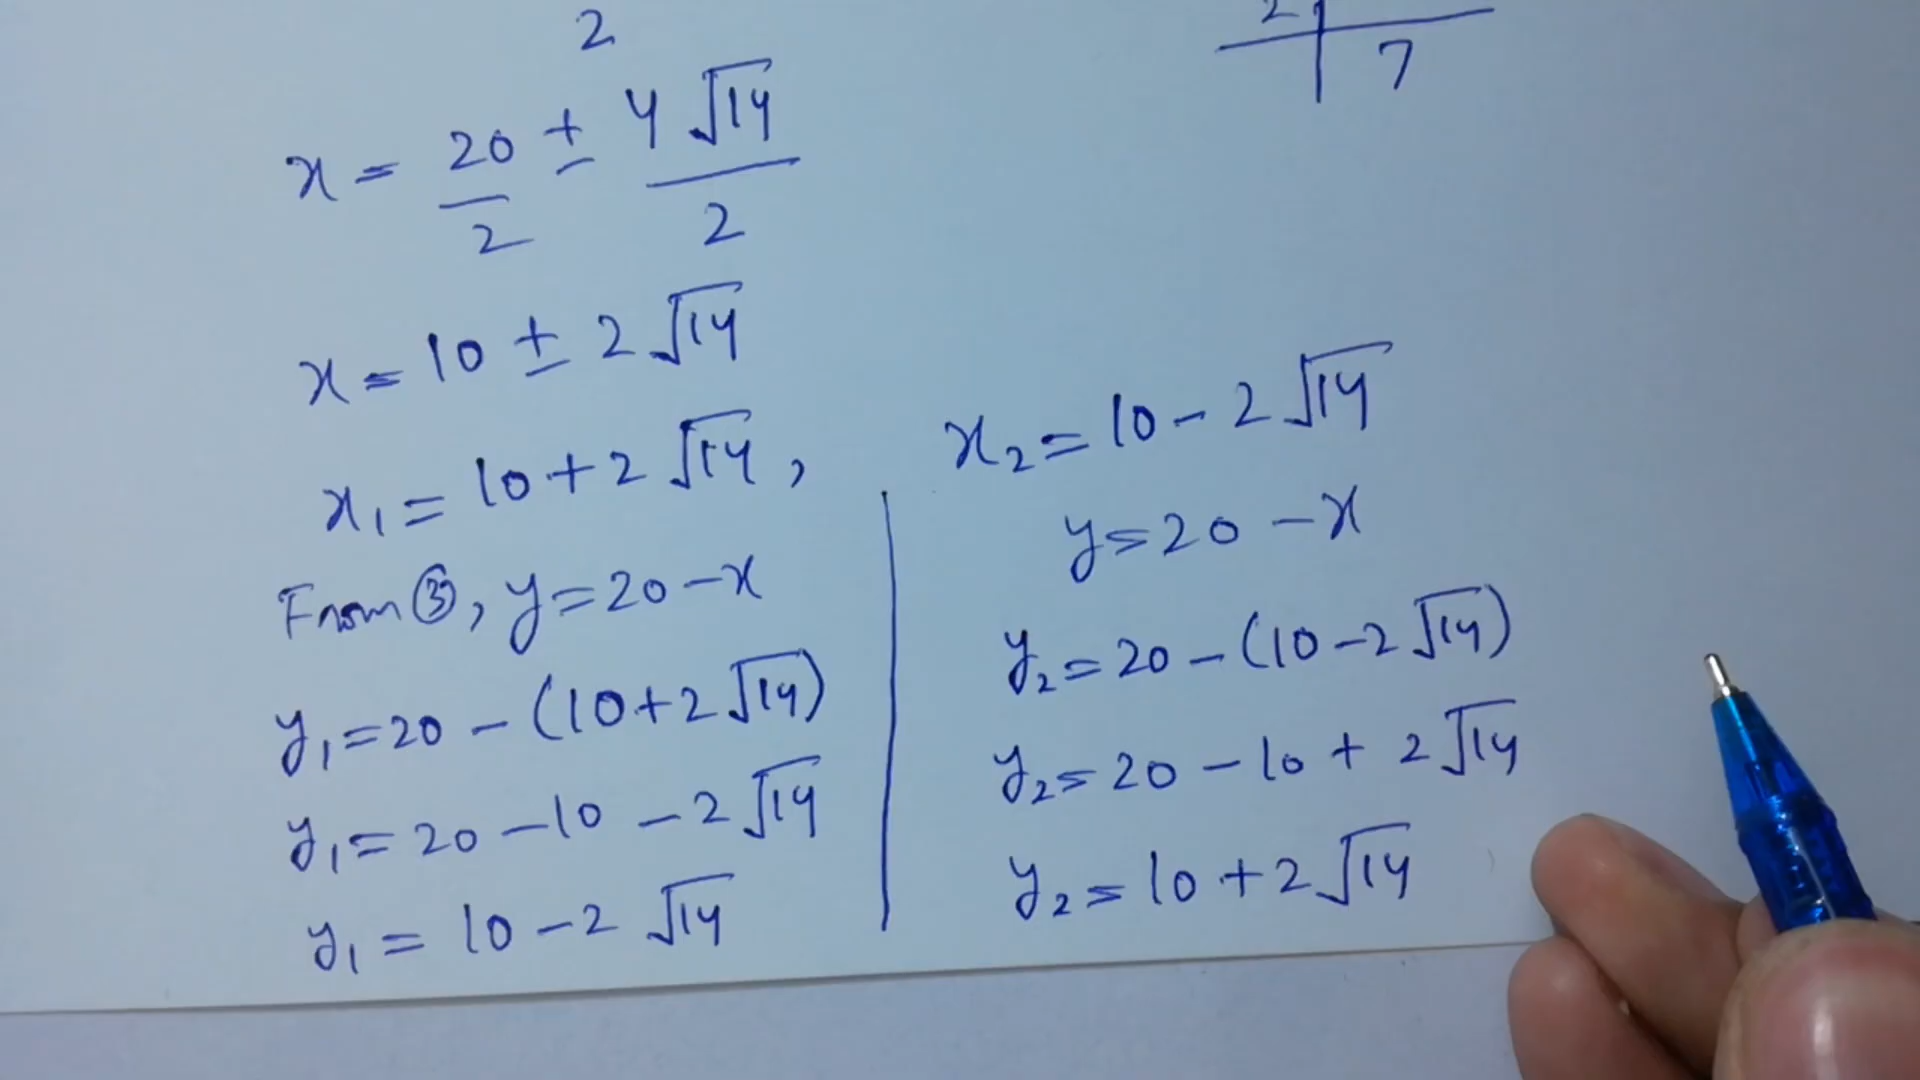 2
2 7
x = 20/2 ± 4√14/2
x = 10 ± 2√14
x₁ = 10 + 2√14,
From ③, y = 20 - x
y₁ = 20 - (10 + 2√14)
y₁ = 20 - 10 - 2√14
y₁ = 10 - 2√14
x₂ = 10 - 2√14
y = 20 - x
y₂ = 20 - (10 - 2√14)
y₂ = 20 - 10 + 2√14
y₂ = 10 + 2√14